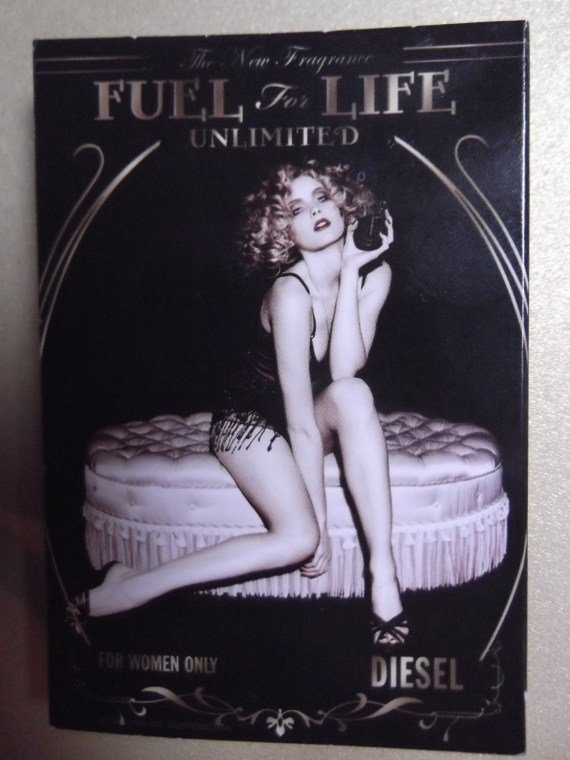 The New Fragrance
FUEL For LIFE
UNLIMITED
FOR WOMEN ONLY
DIESEL